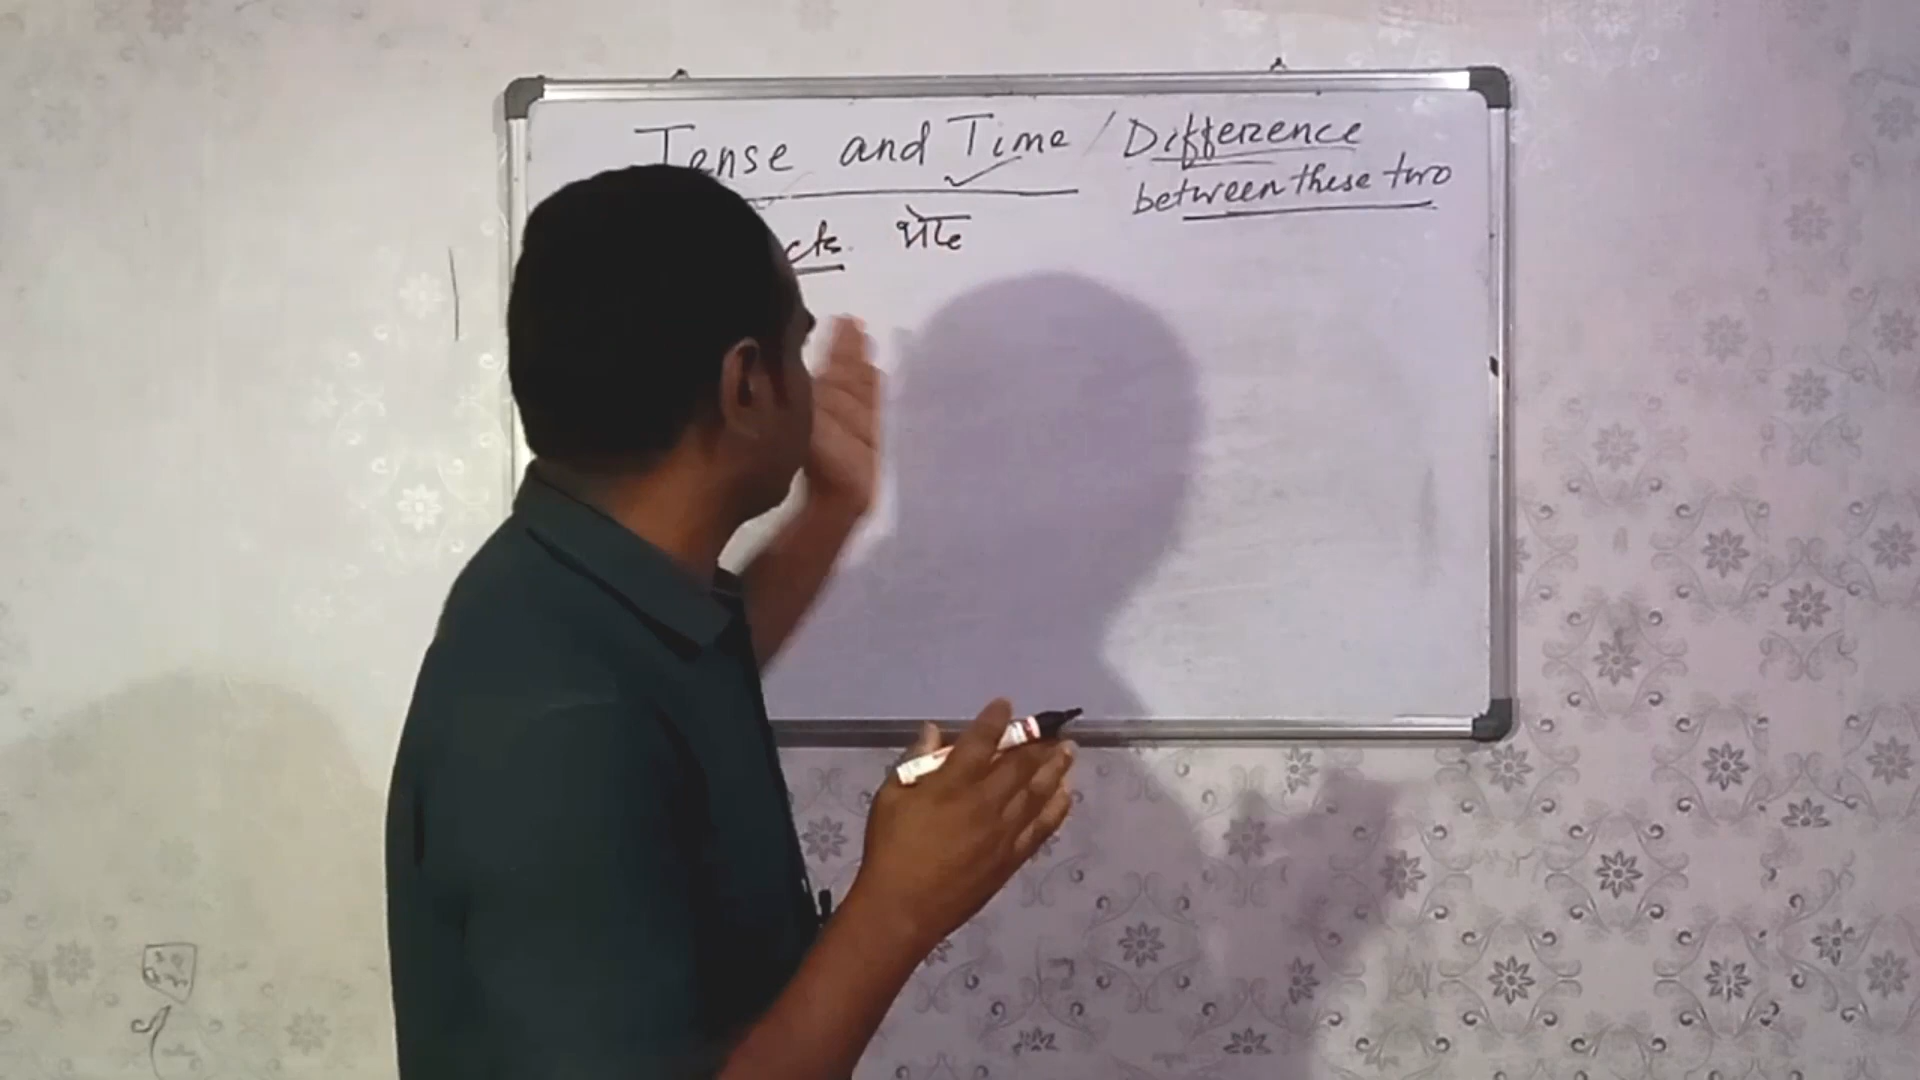 Tense and Time / Difference
between these two
भेद